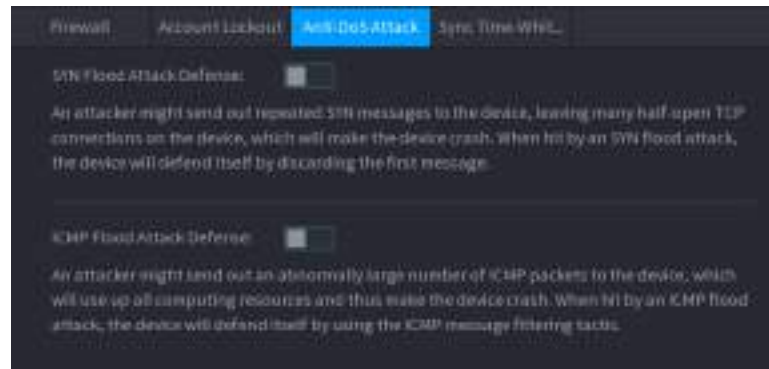 Firewall Account Lockout Anti-DoS Attack Sync Time-Whit...
SYN Flood Attack Defense:
An attacker might send out repeated SYN messages to the device, leaving many half-open TCP
connections on the device, which will make the device crash. When hit by an SYN flood attack,
the device will defend itself by discarding the first message.
ICMP Flood Attack Defense:
An attacker might send out an abnormally large number of ICMP packets to the device, which
will use up all computing resources and thus make the device crash. When hit by an ICMP flood
attack, the device will defend itself by using the ICMP message filtering tactic.